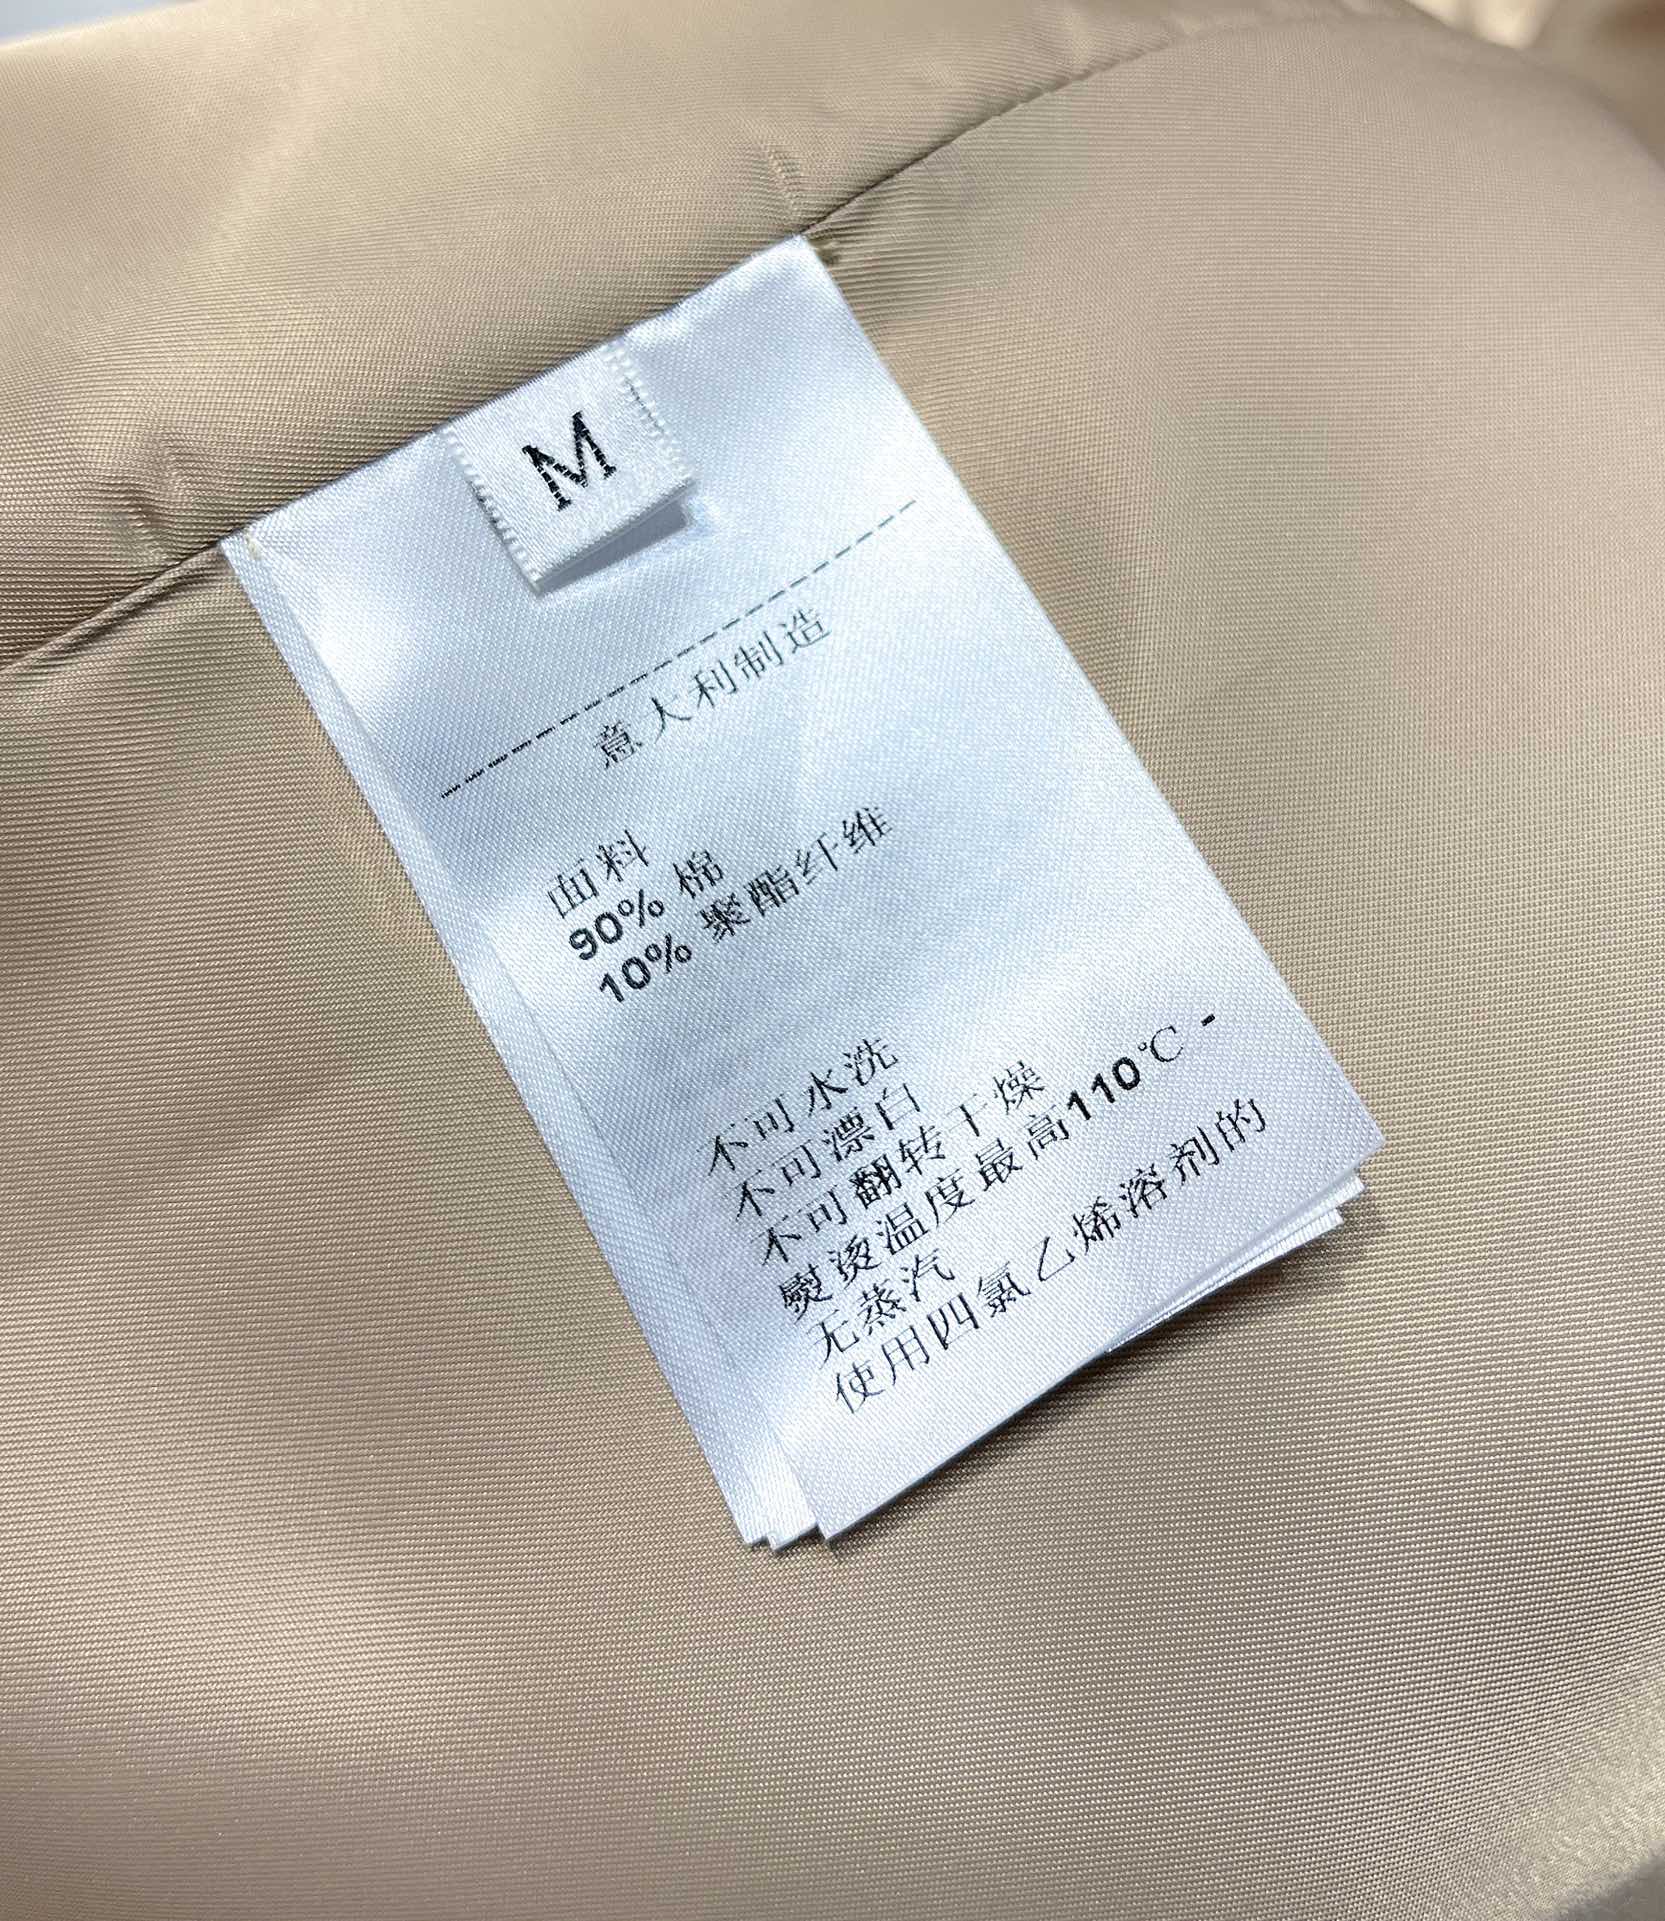 M
意大利制造
面料
90% 棉
10% 聚酯纤维
不可水洗
不可漂白
不可翻转干燥
熨烫温度最高110℃ -
无蒸汽
使用四氯乙烯溶剂的